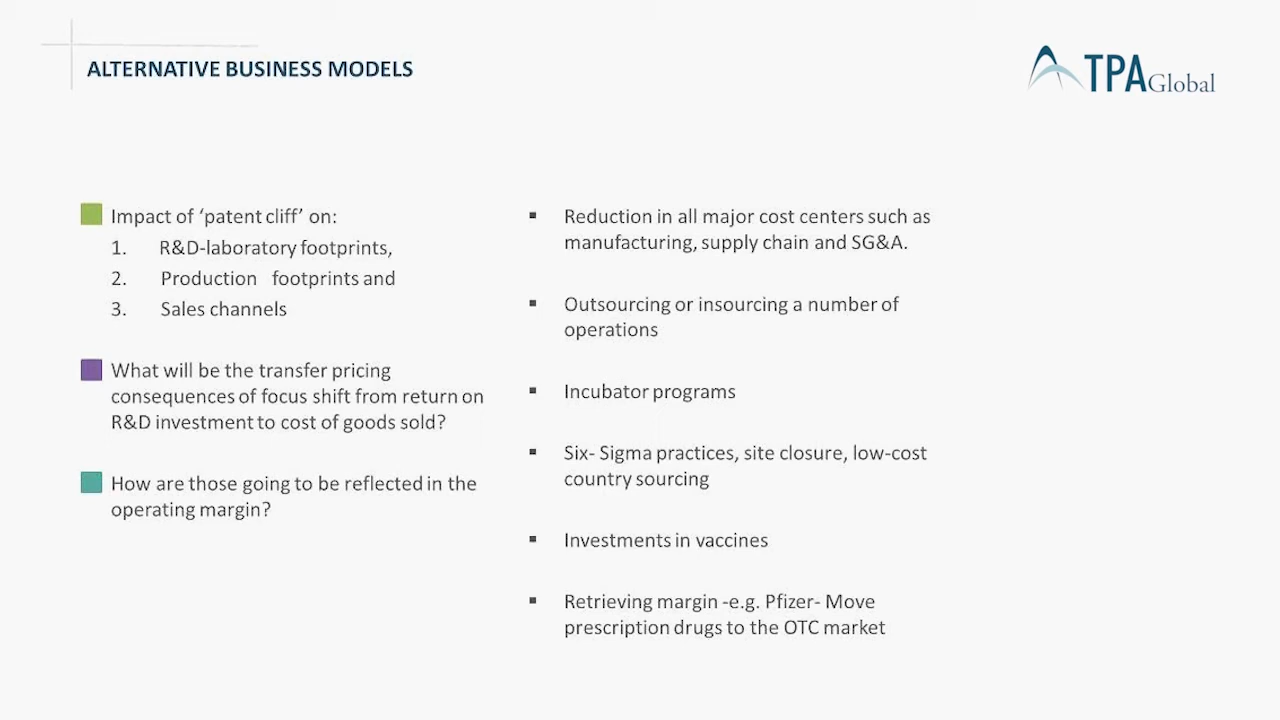 ALTERNATIVE BUSINESS MODELS
TPA Global
Impact of ‘patent cliff’ on:
1. R&D-laboratory footprints,
2. Production footprints and
3. Sales channels
What will be the transfer pricing
consequences of focus shift from return on
R&D investment to cost of goods sold?
How are those going to be reflected in the
operating margin?
Reduction in all major cost centers such as
manufacturing, supply chain and SG&A.
Outsourcing or insourcing a number of
operations
Incubator programs
Six- Sigma practices, site closure, low-cost
country sourcing
Investments in vaccines
Retrieving margin -e.g. Pfizer- Move
prescription drugs to the OTC market